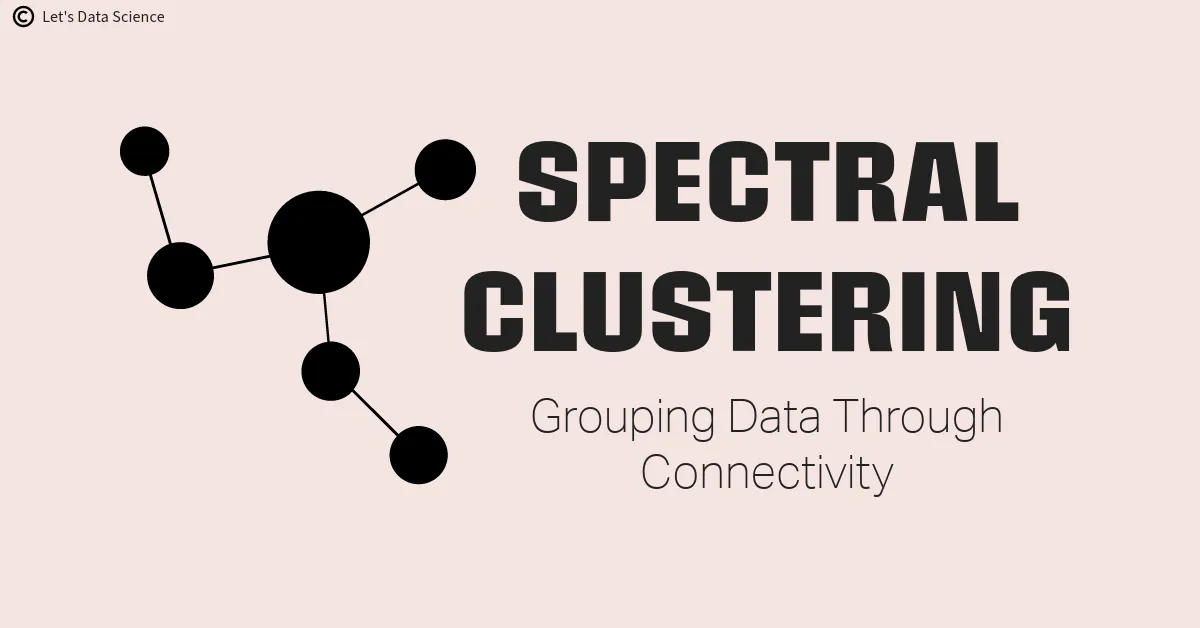 © Let's Data Science
SPECTRAL
CLUSTERING
Grouping Data Through
Connectivity